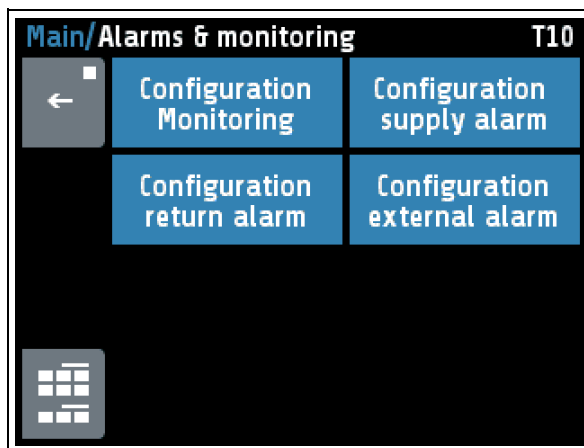 Main/Alarms & monitoring T10
←
Configuration
Monitoring
Configuration
supply alarm
Configuration
return alarm
Configuration
external alarm